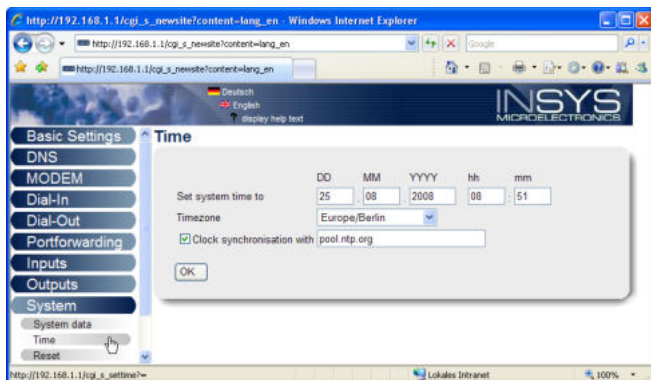 http://192.168.1.1/cgi_s_newsite?content=lang_en - Windows Internet Explorer
http://192.168.1.1/cgi_s_newsite?content=lang_en
Google
http://192.168.1.1/cgi_s_newsite?content=lang_en
Deutsch
English
display help text
INSYS
MICROELECTRONICS
Basic Settings
DNS
MODEM
Dial-In
Dial-Out
Portforwarding
Inputs
Outputs
System
System data
Time
Reset
Time
DD MM YYYY hh mm
Set system time to 25 . 08 . 2008 08 : 51
Timezone Europe/Berlin
Clock synchronisation with pool.ntp.org
OK
http://192.168.1.1/cgi_s_settime?=
Lokales Intranet
100%